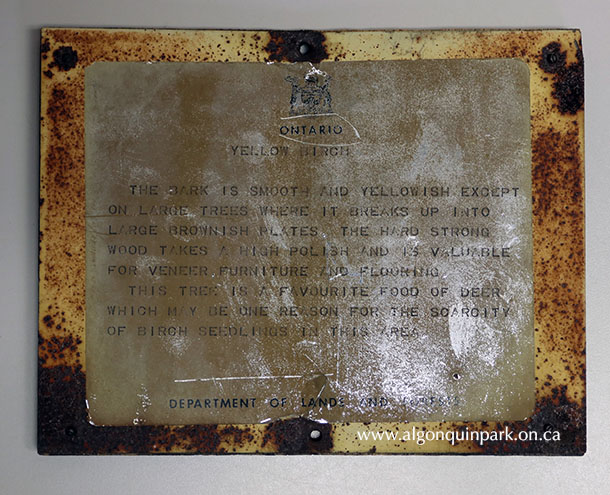 ONTARIO
YELLOW BIRCH
THE BARK IS SMOOTH AND YELLOWISH EXCEPT
ON LARGE TREES WHERE IT BREAKS UP INTO
LARGE BROWNISH PLATES. THE HARD STRONG
WOOD TAKES A HIGH POLISH AND IS VALUABLE
FOR VENEER, FURNITURE AND FLOORING.
THIS TREE IS A FAVOURITE FOOD OF DEER
WHICH MAY BE ONE REASON FOR THE SCARCITY
OF BIRCH SEEDLINGS IN THIS AREA
DEPARTMENT OF LANDS AND FORESTS
www.algonquinpark.on.ca